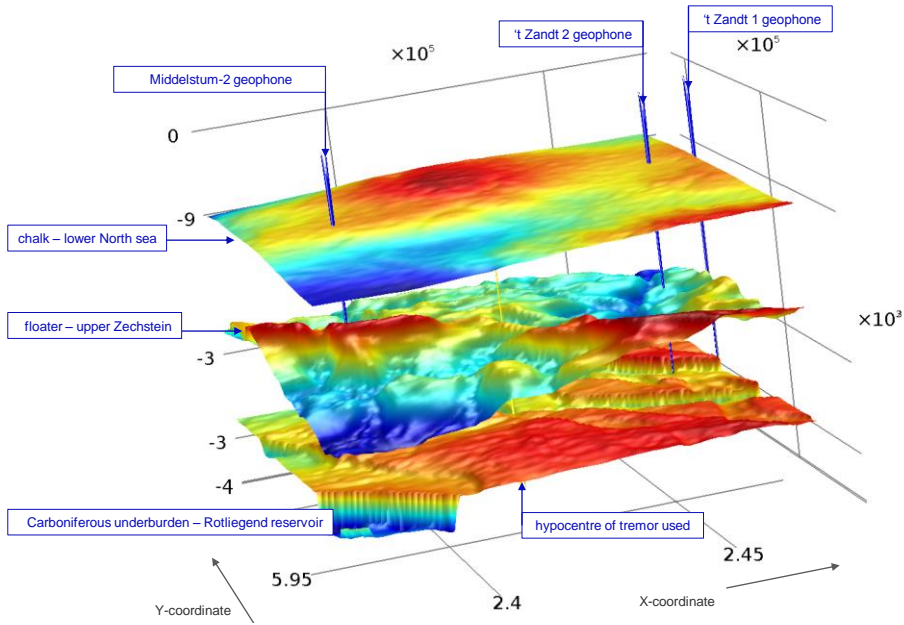 't Zandt 1 geophone
't Zandt 2 geophone
×10⁵
×10⁵
Middelstum-2 geophone
0
-9
chalk – lower North sea
floater – upper Zechstein
×10³
-3
-3
-4
Carboniferous underburden – Rotliegend reservoir
hypocentre of tremor used
2.45
5.95
2.4
X-coordinate
Y-coordinate